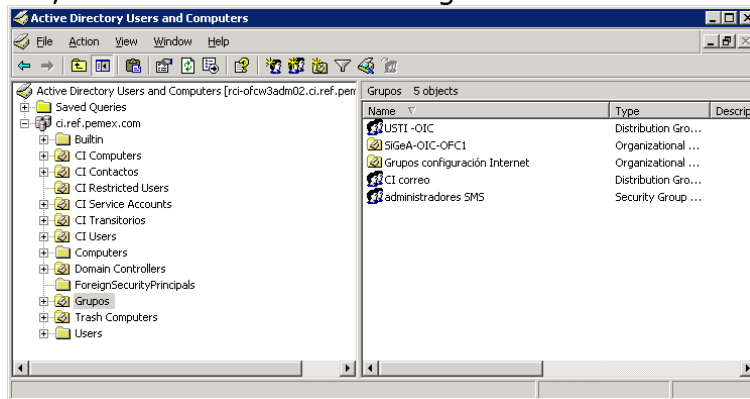 Active Directory Users and Computers
File Action View Window Help
Active Directory Users and Computers [rci-ofcw3adm02.ci.ref.pem
Saved Queries
ci.ref.pemex.com
Builtin
CI Computers
CI Contactos
CI Restricted Users
CI Service Accounts
CI Transitorios
CI Users
Computers
Domain Controllers
ForeignSecurityPrincipals
Grupos
Trash Computers
Users
Grupos 5 objects
Name Type Descrip
USTI -OIC Distribution Gro...
SiGeA-OIC-OFC1 Organizational ...
Grupos configuración Internet Organizational ...
CI correo Distribution Gro...
administradores SMS Security Group ...